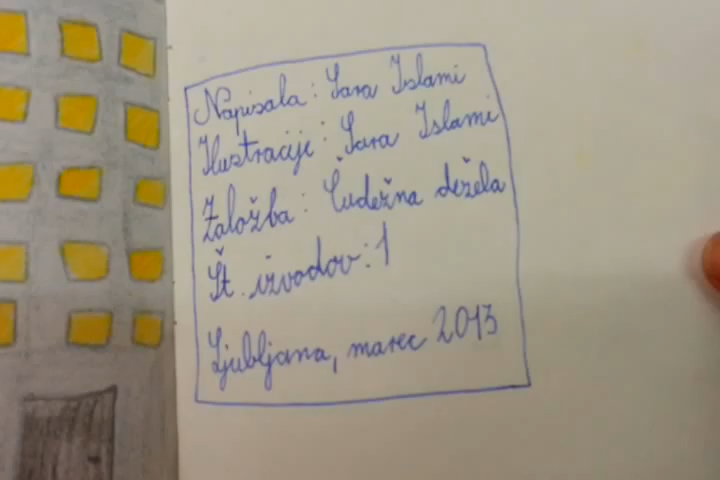 Napisala: Sara Islami
Ilustracije: Sara Islami
Založba: Čudežna dežela
Št. izvodov: 1
Ljubljana, marec 2013